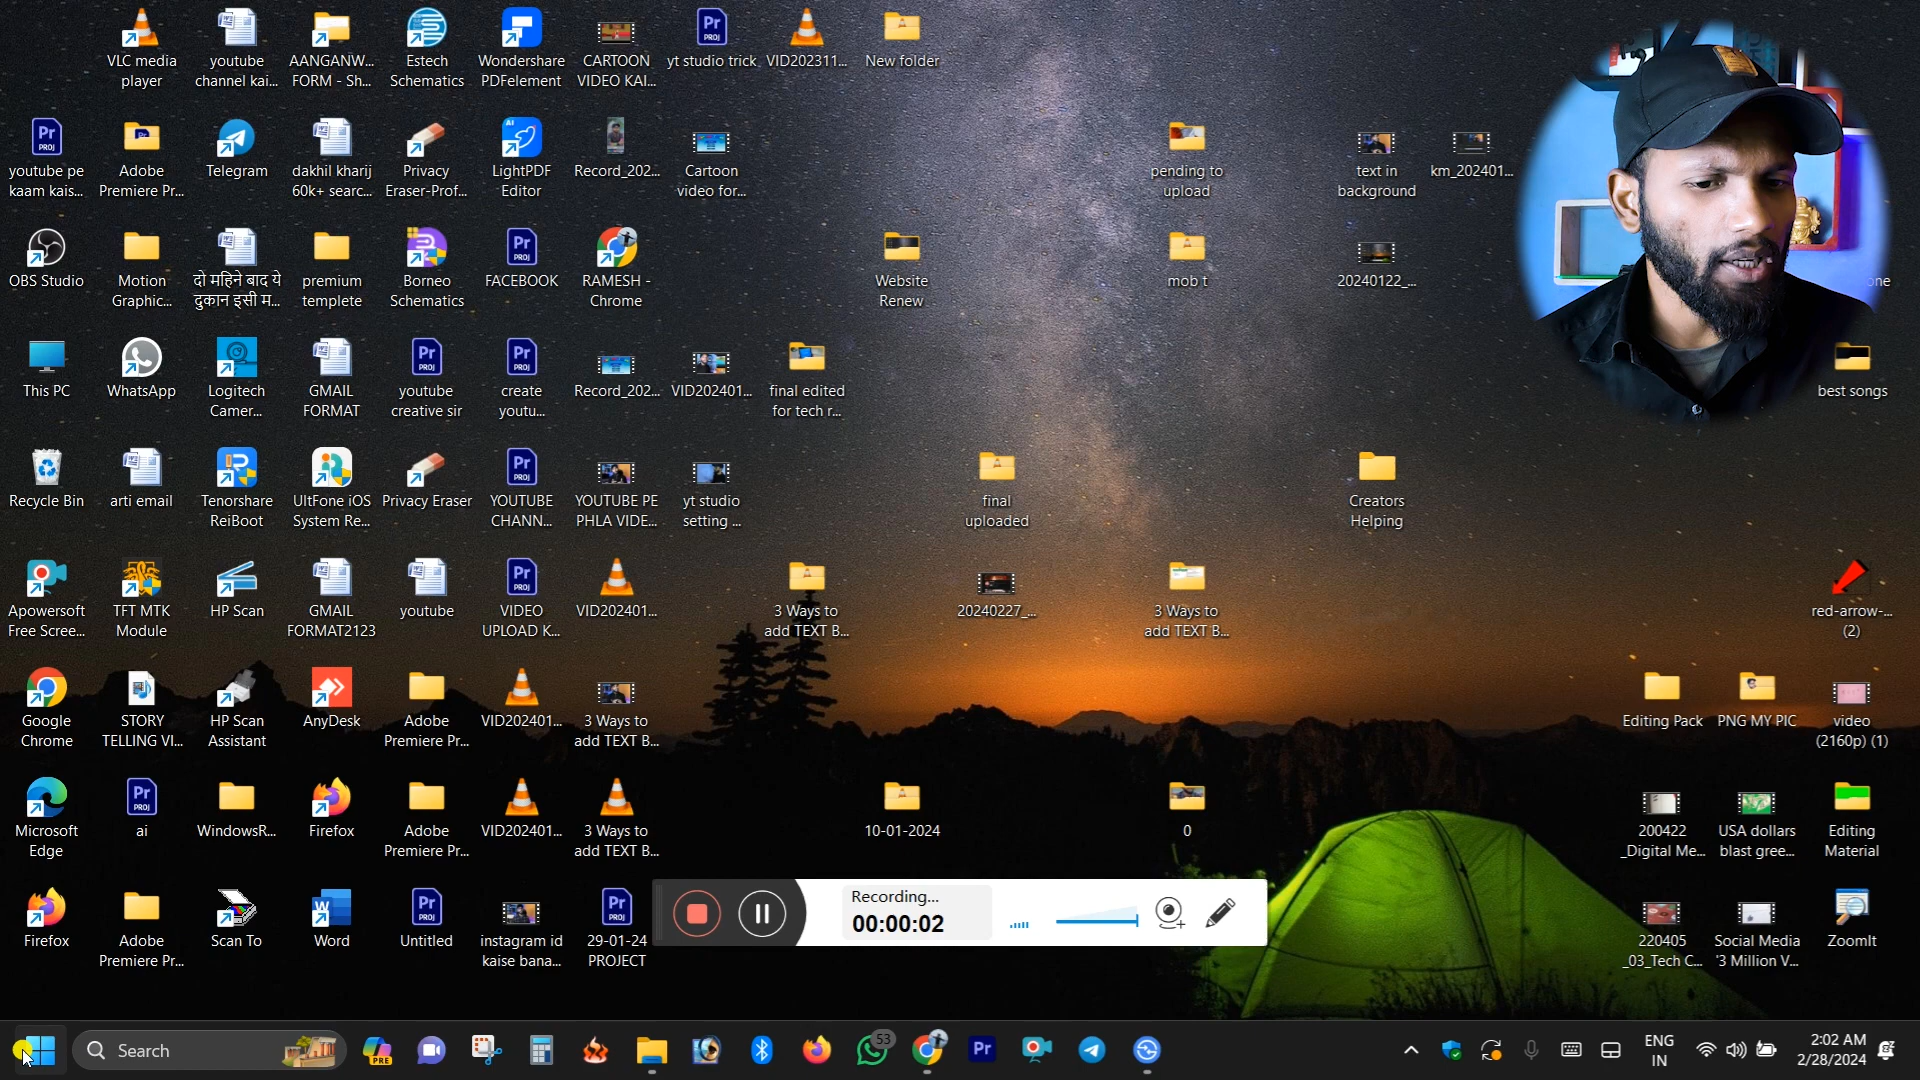 VLC media
player
youtube
channel kai...
AANGANW...
FORM - Sh...
Estech
Schematics
Wondershare
PDFelement
CARTOON
VIDEO KAI...
yt studio trick
VID202311...
New folder
youtube pe
kaam kais...
Adobe
Premiere Pr...
Telegram
dakhil kharij
60k+ searc...
Privacy
Eraser-Prof...
LightPDF
Editor
Record_202...
Cartoon
video for...
pending to
upload
text in
background
km_202401...
OBS Studio
Motion
Graphic...
दो महिने बाद ये
दुकान इसी म...
premium
templete
Borneo
Schematics
FACEBOOK
RAMESH -
Chrome
Website
Renew
mob t
20240122_...
one
This PC
WhatsApp
Logitech
Camer...
GMAIL
FORMAT
youtube
creative sir
create
youtu...
Record_202...
VID202401...
final edited
for tech r...
best songs
Recycle Bin
arti email
Tenorshare
ReiBoot
UltFone iOS
System Re...
Privacy Eraser
YOUTUBE
CHANN...
YOUTUBE PE
PHLA VIDE...
yt studio
setting ...
final
uploaded
Creators
Helping
Apowersoft
Free Scree...
TFT MTK
Module
HP Scan
GMAIL
FORMAT2123
youtube
VIDEO
UPLOAD K...
VID202401...
3 Ways to
add TEXT B...
20240227_...
3 Ways to
add TEXT B...
red-arrow-...
(2)
Google
Chrome
STORY
TELLING VI...
HP Scan
Assistant
AnyDesk
Adobe
Premiere Pr...
VID202401...
3 Ways to
add TEXT B...
Editing Pack
PNG MY PIC
video
(2160p) (1)
Microsoft
Edge
ai
WindowsR...
Firefox
Adobe
Premiere Pr...
VID202401...
3 Ways to
add TEXT B...
10-01-2024
0
200422
_Digital Me...
USA dollars
blast gree...
Editing
Material
Firefox
Adobe
Premiere Pr...
Scan To
Word
Untitled
instagram id
kaise bana...
29-01-24
PROJECT
Recording...
00:00:02
220405
_03_Tech C...
Social Media
'3 Million V...
ZoomIt
Search
PRE
53
Pr
ENG
IN
2:02 AM
2/28/2024